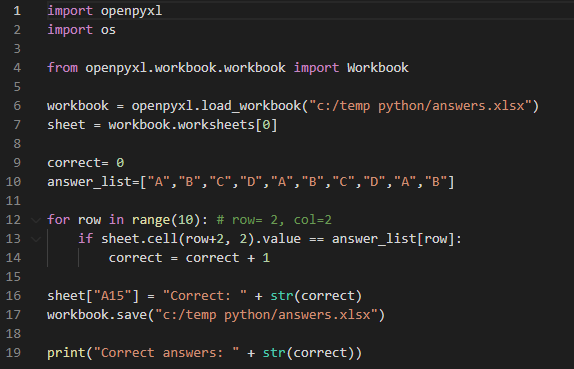 1 import openpyxl
2 import os
3
4 from openpyxl.workbook.workbook import Workbook
5
6 workbook = openpyxl.load_workbook("c:/temp python/answers.xlsx")
7 sheet = workbook.worksheets[0]
8
9 correct= 0
10 answer_list=["A","B","C","D","A","B","C","D","A","B"]
11
12 for row in range(10): # row= 2, col=2
13     if sheet.cell(row+2, 2).value == answer_list[row]:
14         correct = correct + 1
15
16 sheet["A15"] = "Correct: " + str(correct)
17 workbook.save("c:/temp python/answers.xlsx")
18
19 print("Correct answers: " + str(correct))